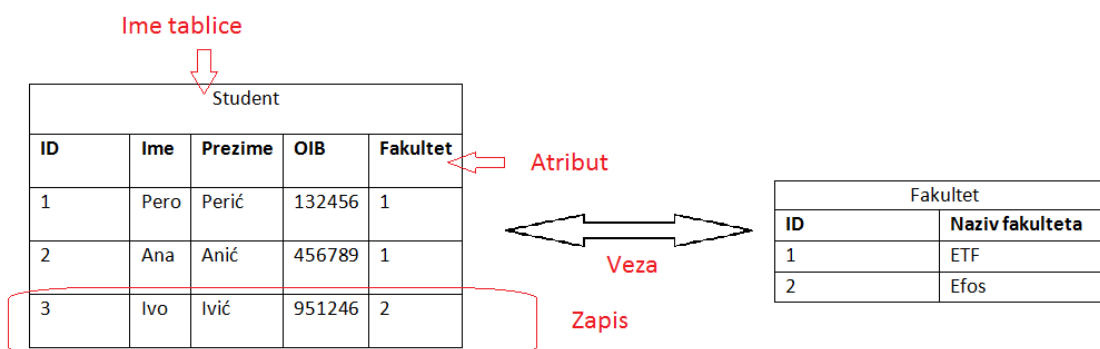 Ime tablice
Student
ID Ime Prezime OIB Fakultet
Atribut
1 Pero Perić 132456 1
2 Ana Anić 456789 1
3 Ivo Ivić 951246 2
Zapis
Veza
Fakultet
ID Naziv fakulteta
1 ETF
2 Efos